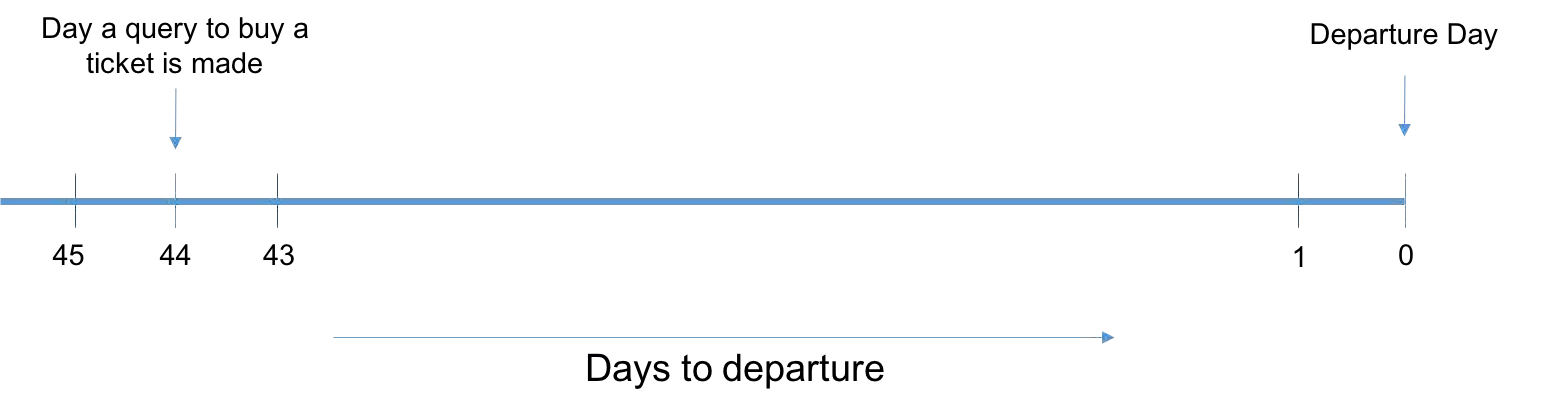 Day a query to buy a
ticket is made
Departure Day
45
44
43
1
0
Days to departure